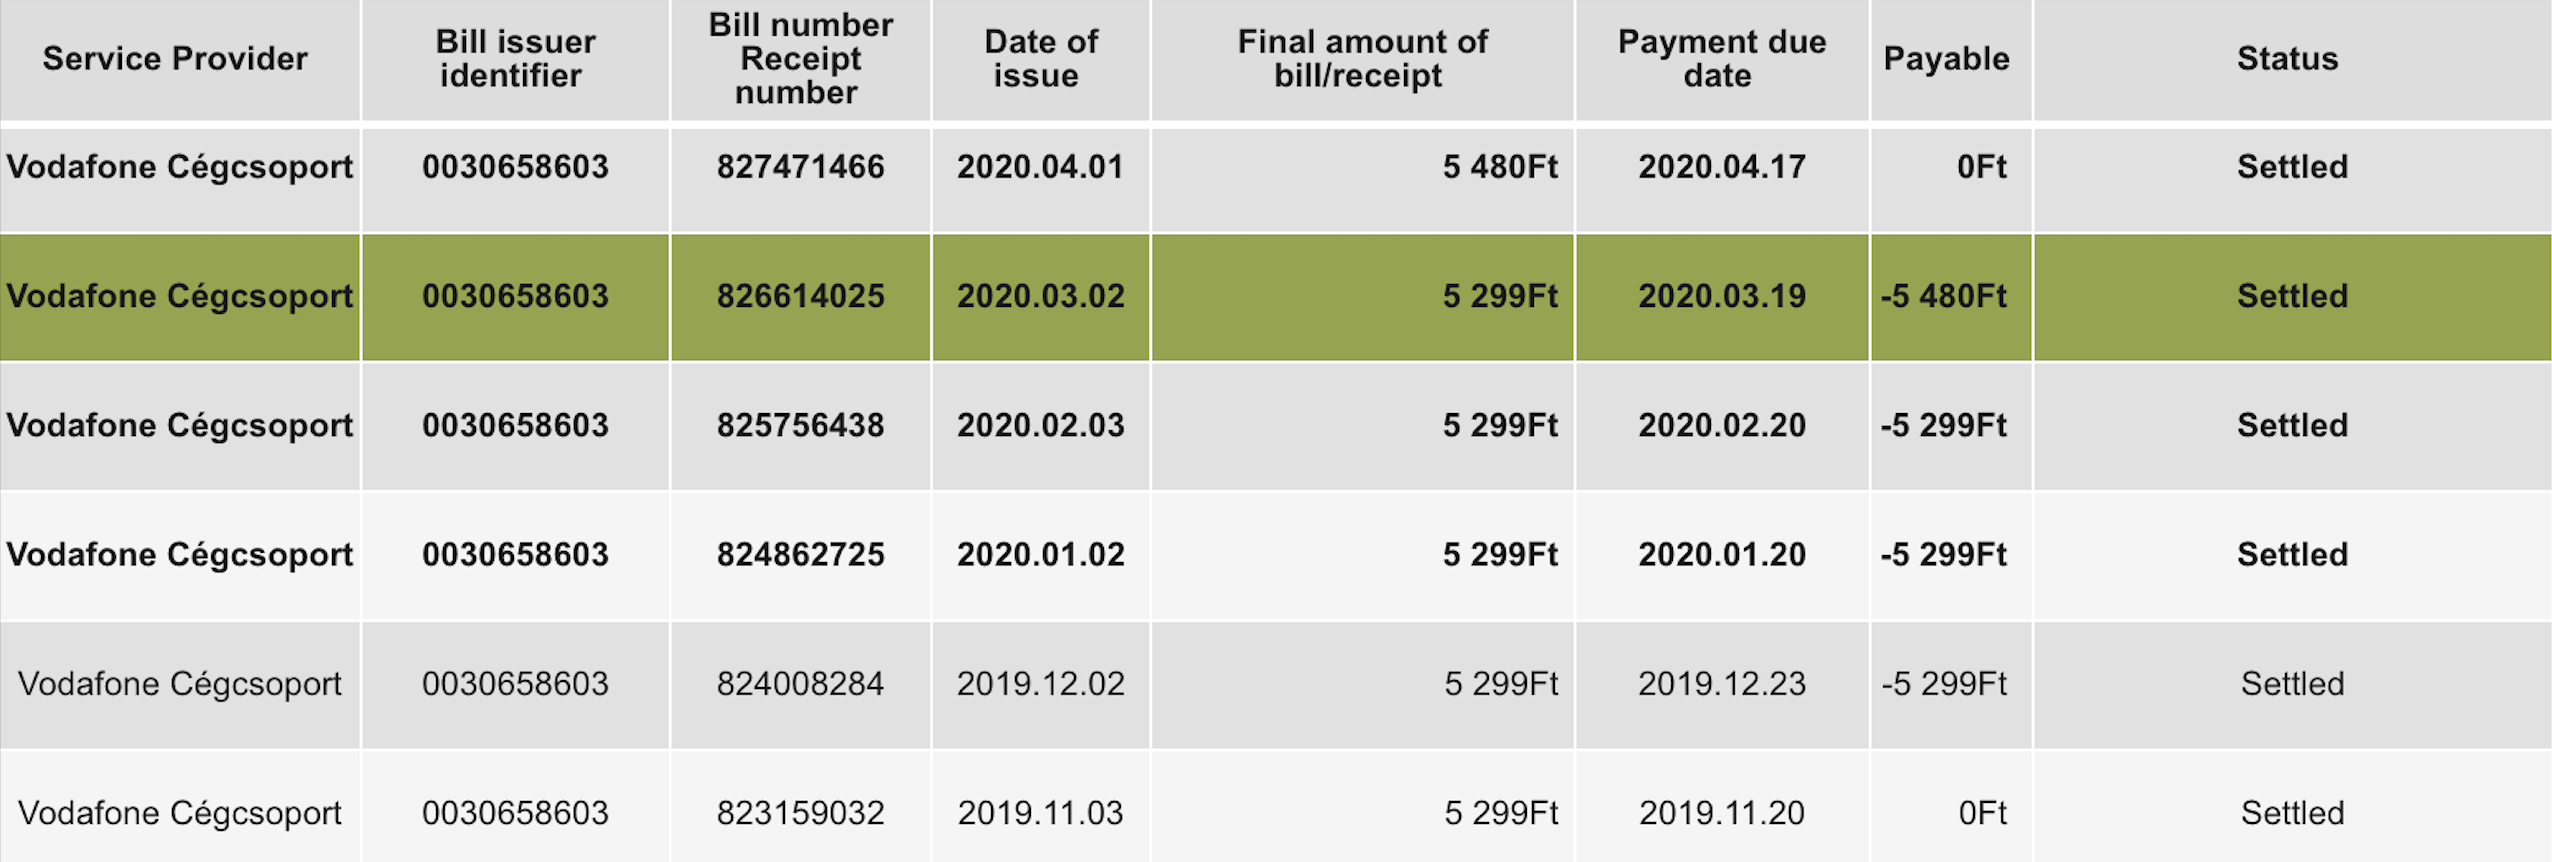 Service Provider
Bill issuer
identifier
Bill number
Receipt
number
Date of
issue
Final amount of
bill/receipt
Payment due
date
Payable
Status
Vodafone Cégcsoport 0030658603 827471466 2020.04.01 5 480Ft 2020.04.17 0Ft Settled
Vodafone Cégcsoport 0030658603 826614025 2020.03.02 5 299Ft 2020.03.19 -5 480Ft Settled
Vodafone Cégcsoport 0030658603 825756438 2020.02.03 5 299Ft 2020.02.20 -5 299Ft Settled
Vodafone Cégcsoport 0030658603 824862725 2020.01.02 5 299Ft 2020.01.20 -5 299Ft Settled
Vodafone Cégcsoport 0030658603 824008284 2019.12.02 5 299Ft 2019.12.23 -5 299Ft Settled
Vodafone Cégcsoport 0030658603 823159032 2019.11.03 5 299Ft 2019.11.20 0Ft Settled